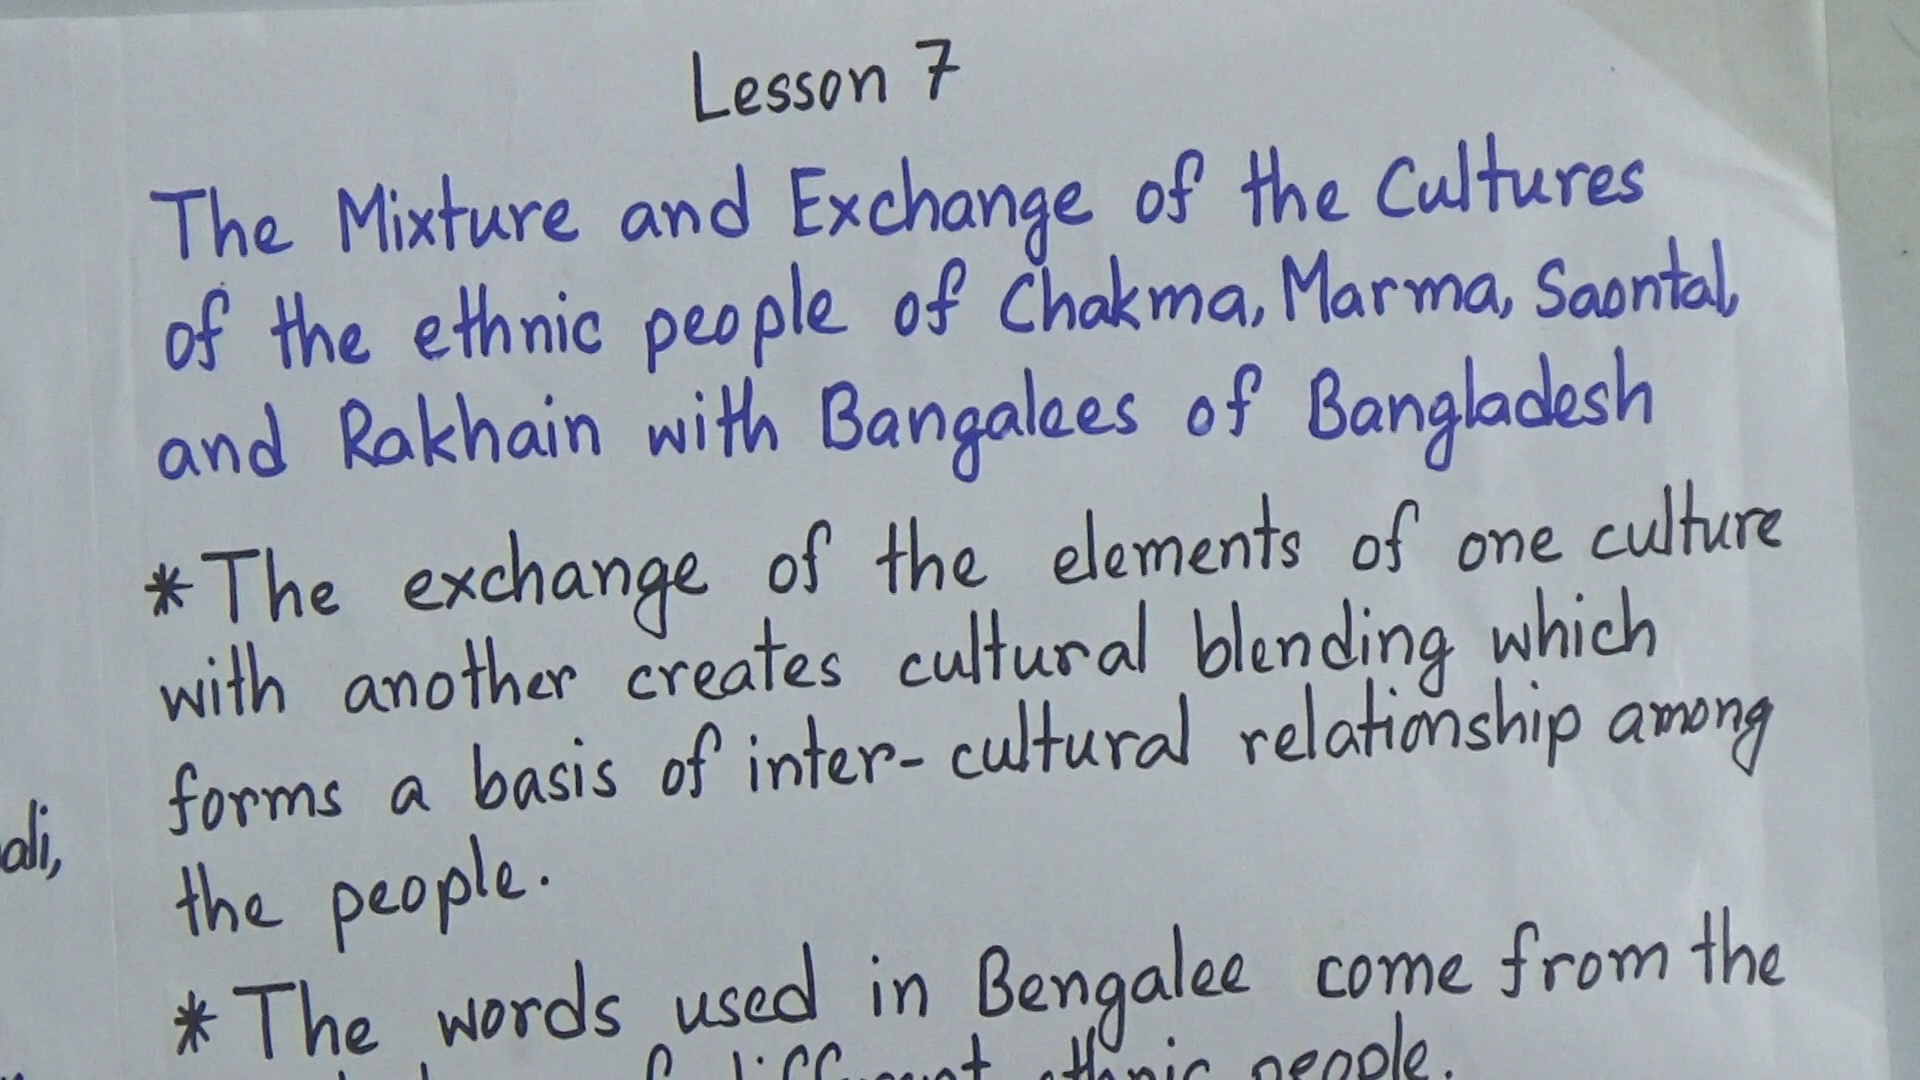 Lesson 7
The Mixture and Exchange of the Cultures
of the ethnic people of Chakma, Marma, Saontal,
and Rakhain with Bangalees of Bangladesh
*The exchange of the elements of one culture
with another creates cultural blending which
forms a basis of inter-cultural relationship among
the people.
*The words used in Bengalee come from the
ethnic people.